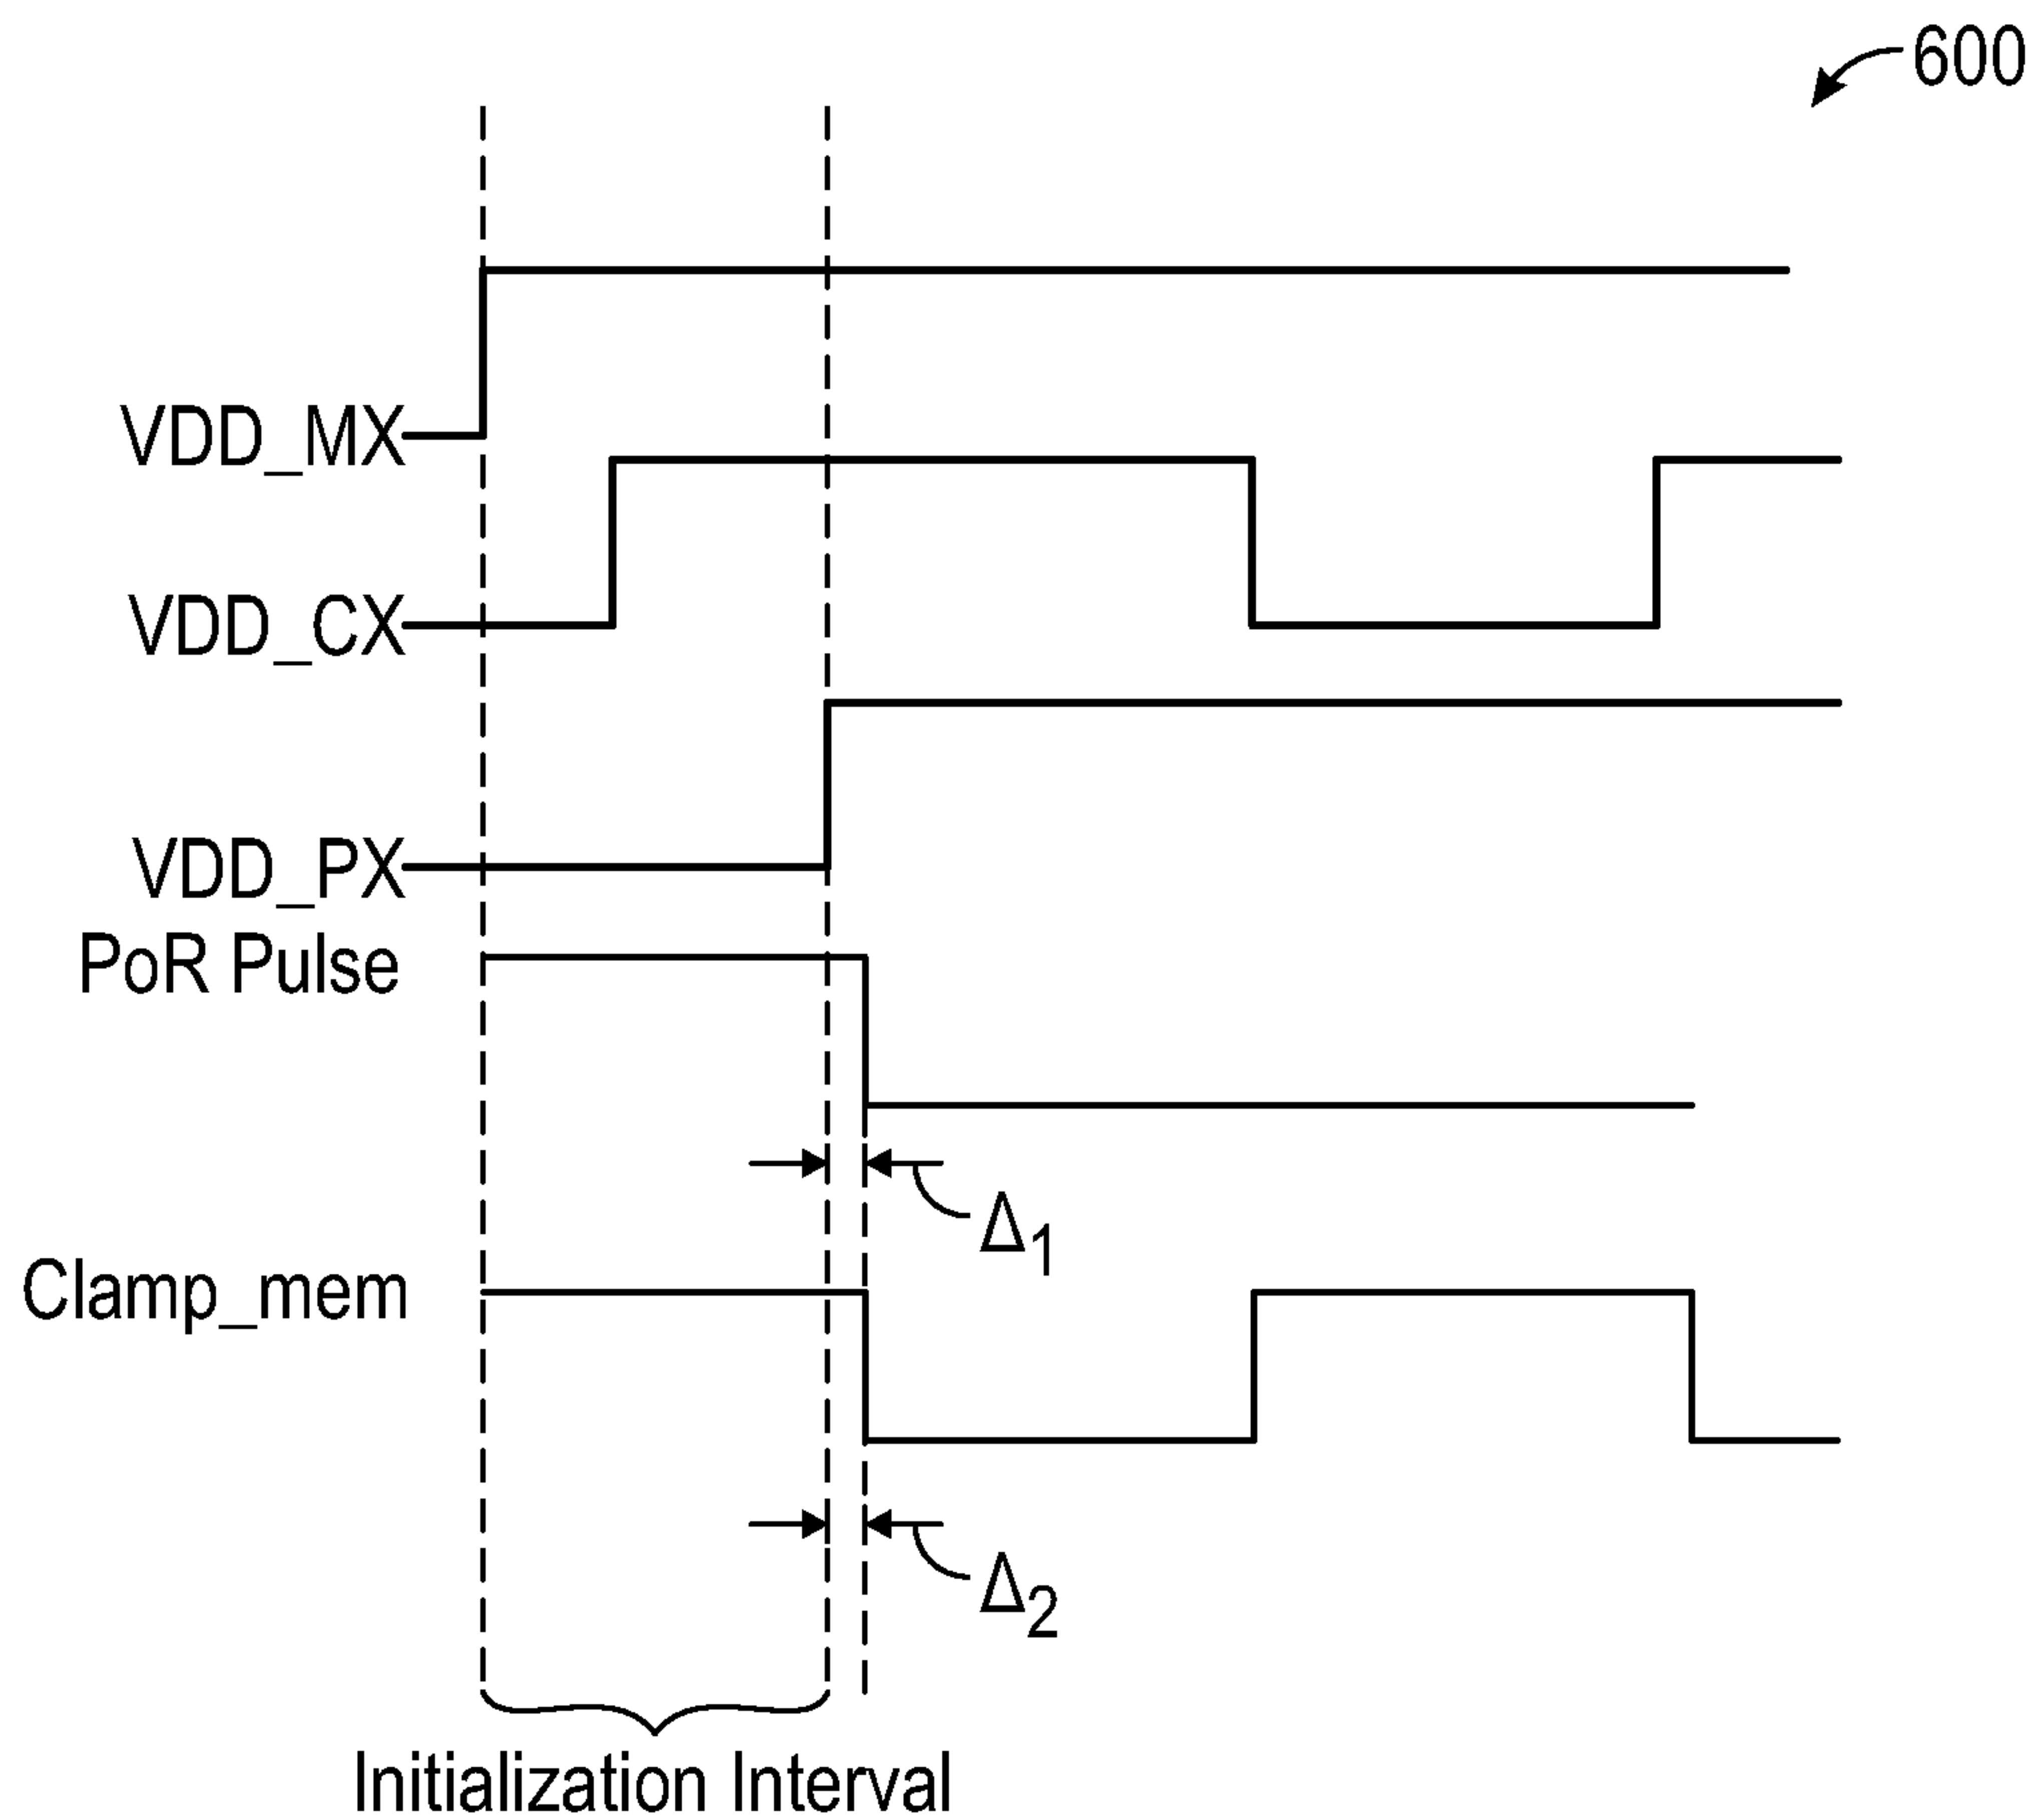 600
VDD_MX
VDD_CX
VDD_PX
PoR Pulse
Δ1
Clamp_mem
Δ2
Initialization Interval